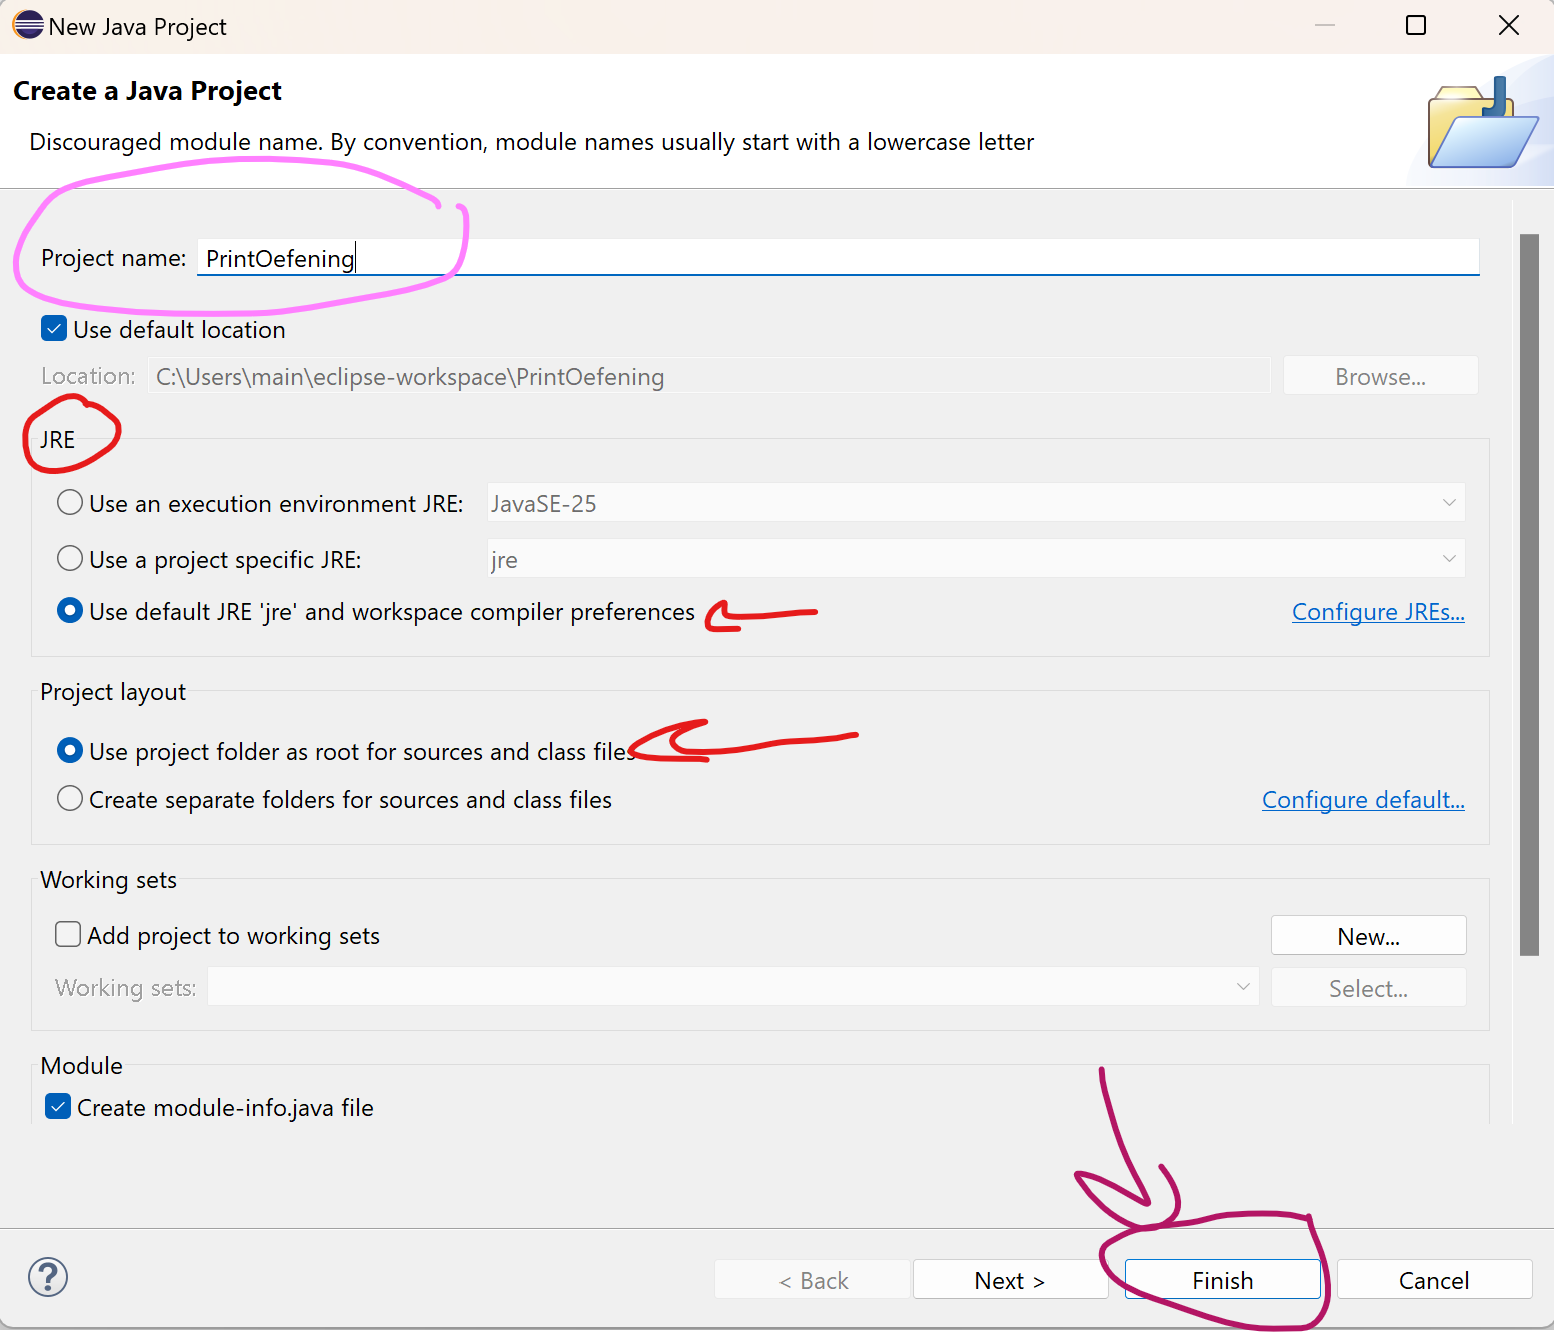 New Java Project
Create a Java Project
Discouraged module name. By convention, module names usually start with a lowercase letter
Project name: PrintOefening
Use default location
Location: C:\Users\main\eclipse-workspace\PrintOefening Browse...
JRE
Use an execution environment JRE: JavaSE-25
Use a project specific JRE: jre
Use default JRE 'jre' and workspace compiler preferences Configure JREs...
Project layout
Use project folder as root for sources and class files
Create separate folders for sources and class files Configure default...
Working sets
Add project to working sets New...
Working sets: Select...
Module
Create module-info.java file
? < Back Next > Finish Cancel